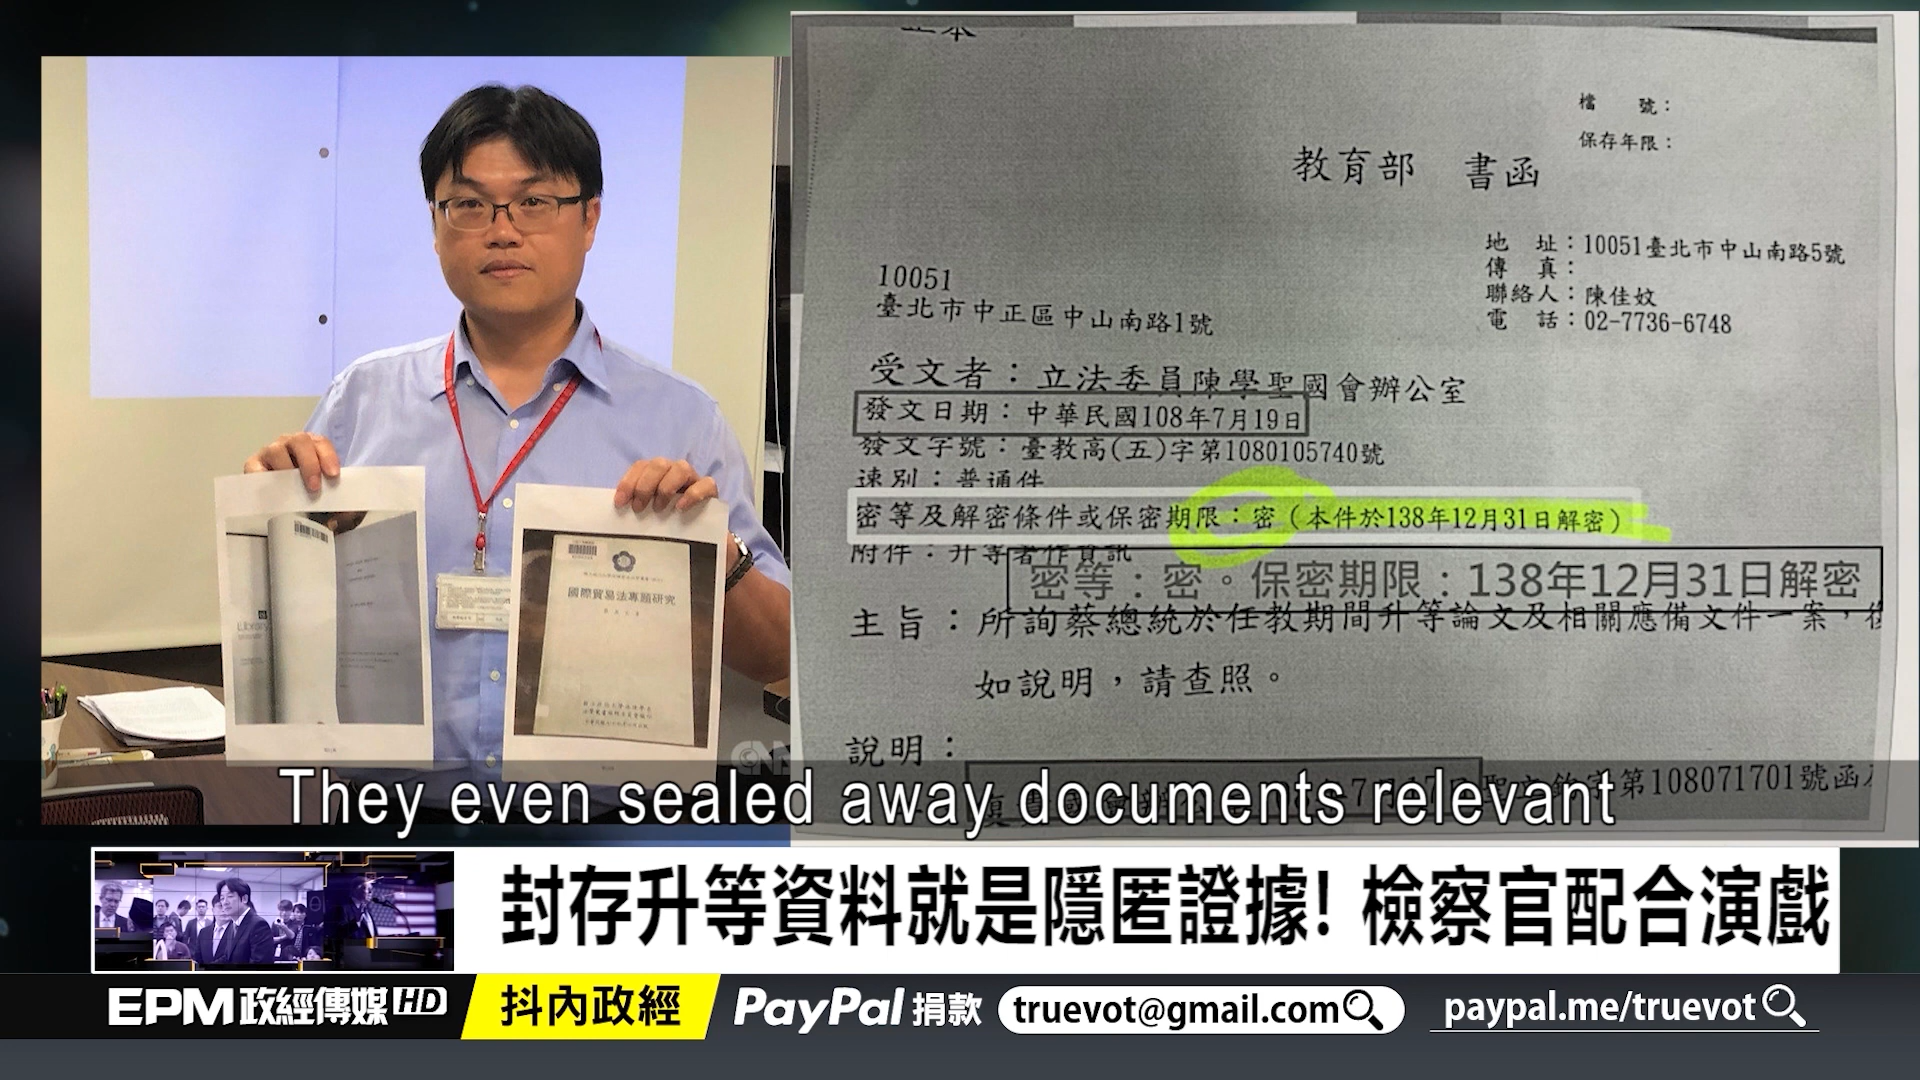 正本
檔 號：
保存年限：
教育部 書函
地 址：10051臺北市中山南路5號
傳 真：
聯絡人：陳佳妏
電 話：02-7736-6748
10051
臺北市中正區中山南路1號
受文者：立法委員陳學聖國會辦公室
發文日期：中華民國108年7月19日
發文字號：臺教高(五)字第1080105740號
速別：普通件
密等及解密條件或保密期限：密（本件於138年12月31日解密）
附件：升等著作資訊
密等：密。保密期限：138年12月31日解密
主旨：所詢蔡總統於任教期間升等論文及相關應備文件一案，
如說明，請查照。
說明：
7月17日聖立欽字第108071701號函
國際貿易法專題研究
CNA
They even sealed away documents relevant
封存升等資料就是隱匿證據! 檢察官配合演戲
EPM政經傳媒HD
抖內政經
PayPal 捐款
truevot@gmail.com
paypal.me/truevot